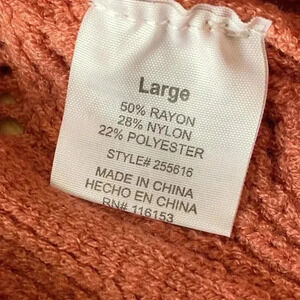 Large
50% RAYON
28% NYLON
22% POLYESTER
STYLE# 255616
MADE IN CHINA
HECHO EN CHINA
RN# 116153